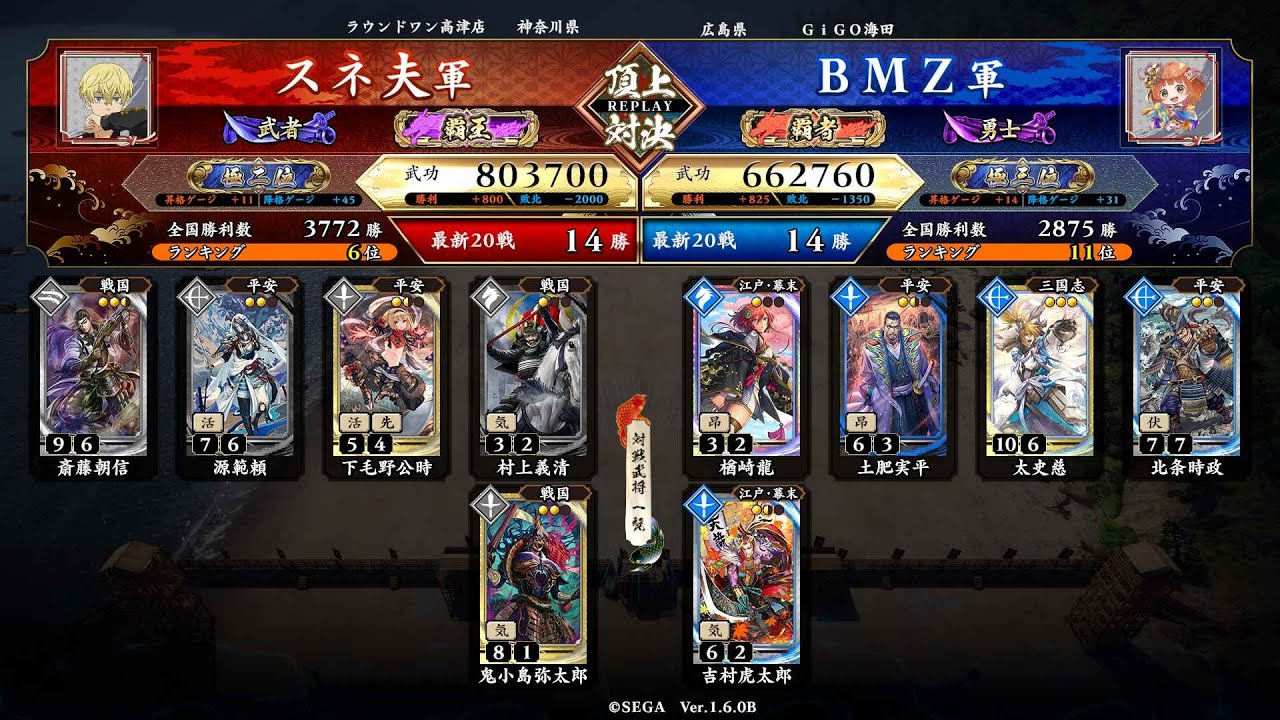 ラウンドワン高津店 神奈川県
広島県 GiGO海田
スネ夫軍
頂上
REPLAY
対決
BMZ軍
武者
覇王
覇者
勇士
極二位
武功 803700
武功 662760
極三位
昇格ゲージ +11 降格ゲージ +45
勝利 +800 敗北 -2000
勝利 +825 敗北 -1350
昇格ゲージ +14 降格ゲージ +31
全国勝利数 3772勝
ランキング 6位
最新20戦 14勝
最新20戦 14勝
全国勝利数 2875勝
ランキング 11位
戦国
9 6
斎藤朝信
平安
活
7 6
源範頼
平安
活 先
5 4
下毛野公時
戦国
気
3 2
村上義清
対戦武将一覧
江戸・幕末
昂
3 2
楢崎龍
平安
昂
6 3
土肥実平
三国志
10 6
太史慈
平安
伏
7 7
北条時政
戦国
気
8 1
鬼小島弥太郎
江戸・幕末
気
6 2
吉村虎太郎
©SEGA Ver.1.6.0B